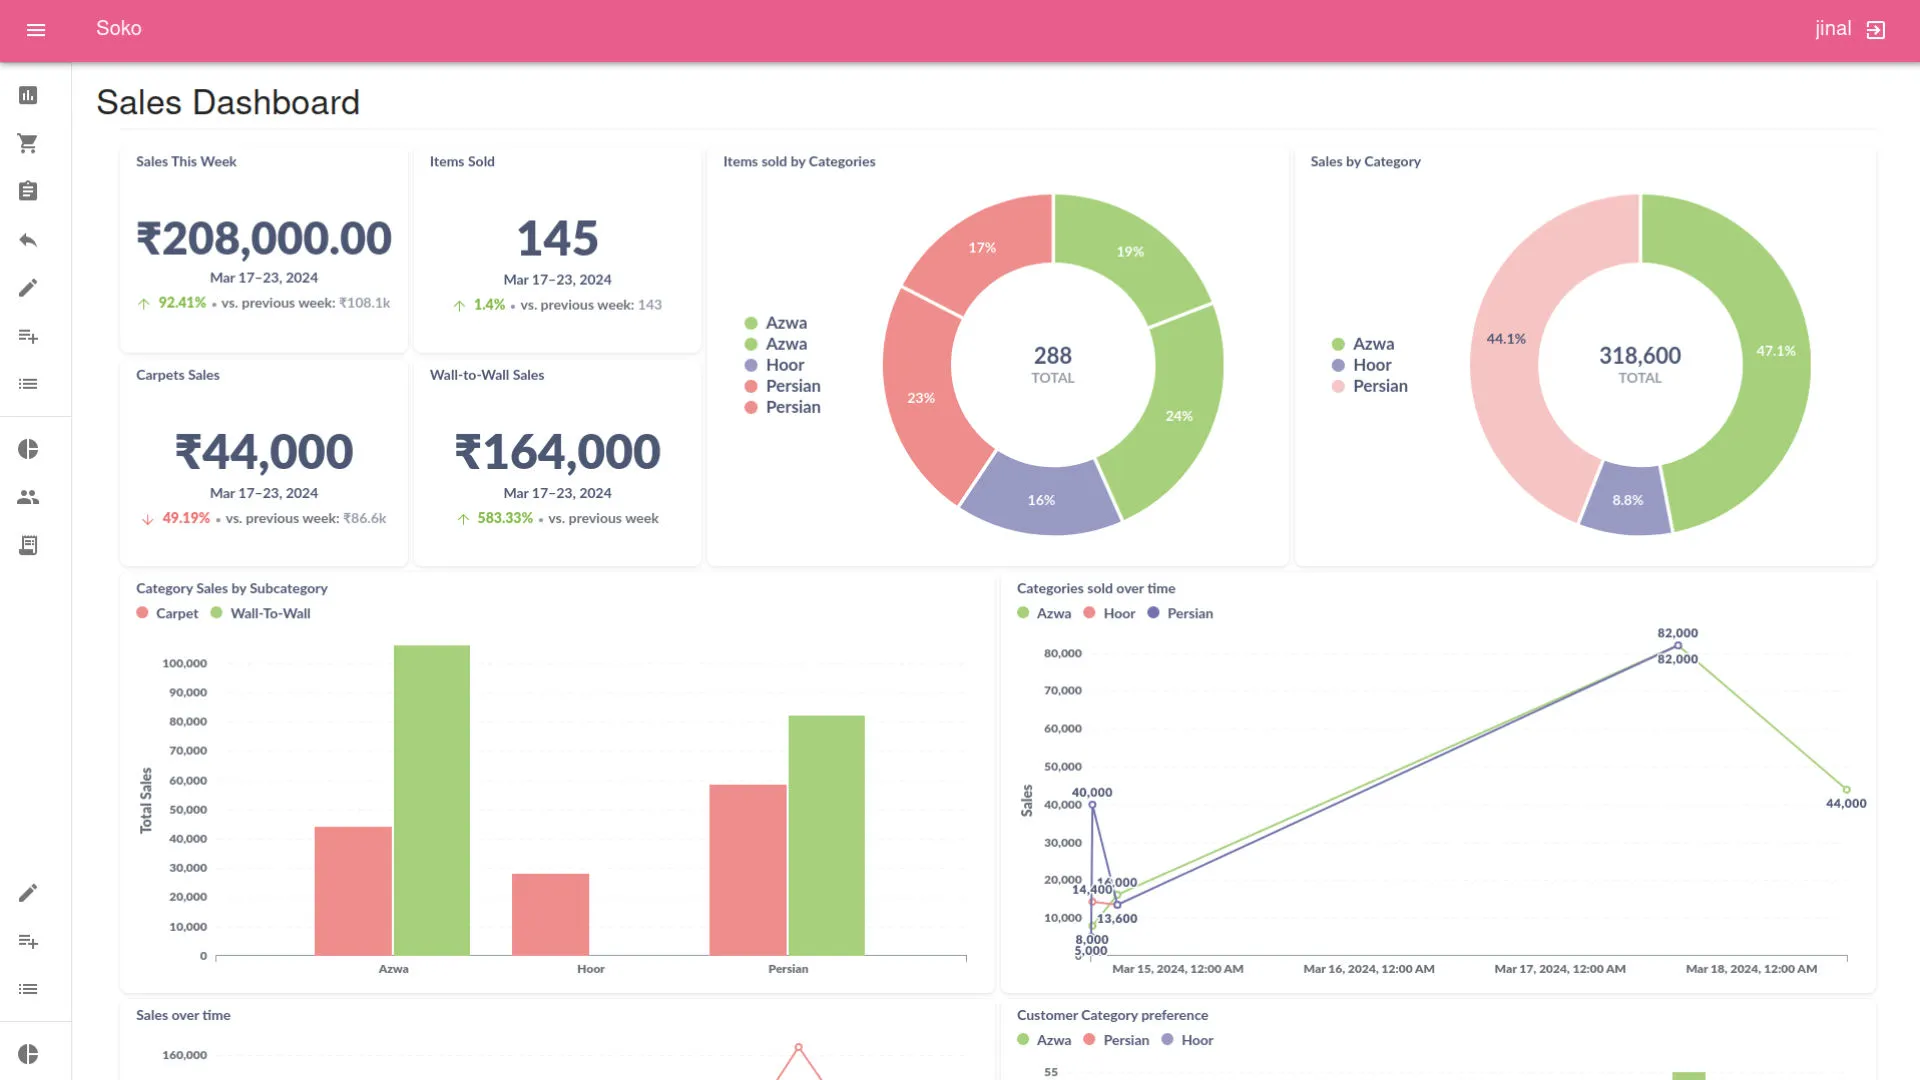 Soko
jinal
Sales Dashboard
Sales This Week
₹208,000.00
Mar 17–23, 2024
↑ 92.41% • vs. previous week: ₹108.1k
Items Sold
145
Mar 17–23, 2024
↑ 1.4% • vs. previous week: 143
Carpets Sales
₹44,000
Mar 17–23, 2024
↓ 49.19% • vs. previous week: ₹86.6k
Wall-to-Wall Sales
₹164,000
Mar 17–23, 2024
↑ 583.33% • vs. previous week
Items sold by Categories
Azwa
Azwa
Hoor
Persian
Persian
17%
19%
23%
24%
16%
288
TOTAL
Sales by Category
Azwa
Hoor
Persian
44.1%
47.1%
8.8%
318,600
TOTAL
Category Sales by Subcategory
Carpet Wall-To-Wall
Total Sales
100,000
90,000
80,000
70,000
60,000
50,000
40,000
30,000
20,000
10,000
0
Azwa Hoor Persian
Categories sold over time
Azwa Hoor Persian
Sales
80,000
70,000
60,000
50,000
40,000
30,000
20,000
10,000
0
82,000
82,000
40,000
44,000
16,000
14,400
13,600
8,000
5,000
Mar 15, 2024, 12:00 AM Mar 16, 2024, 12:00 AM Mar 17, 2024, 12:00 AM Mar 18, 2024, 12:00 AM
Sales over time
160,000
Customer Category preference
Azwa Persian Hoor
55